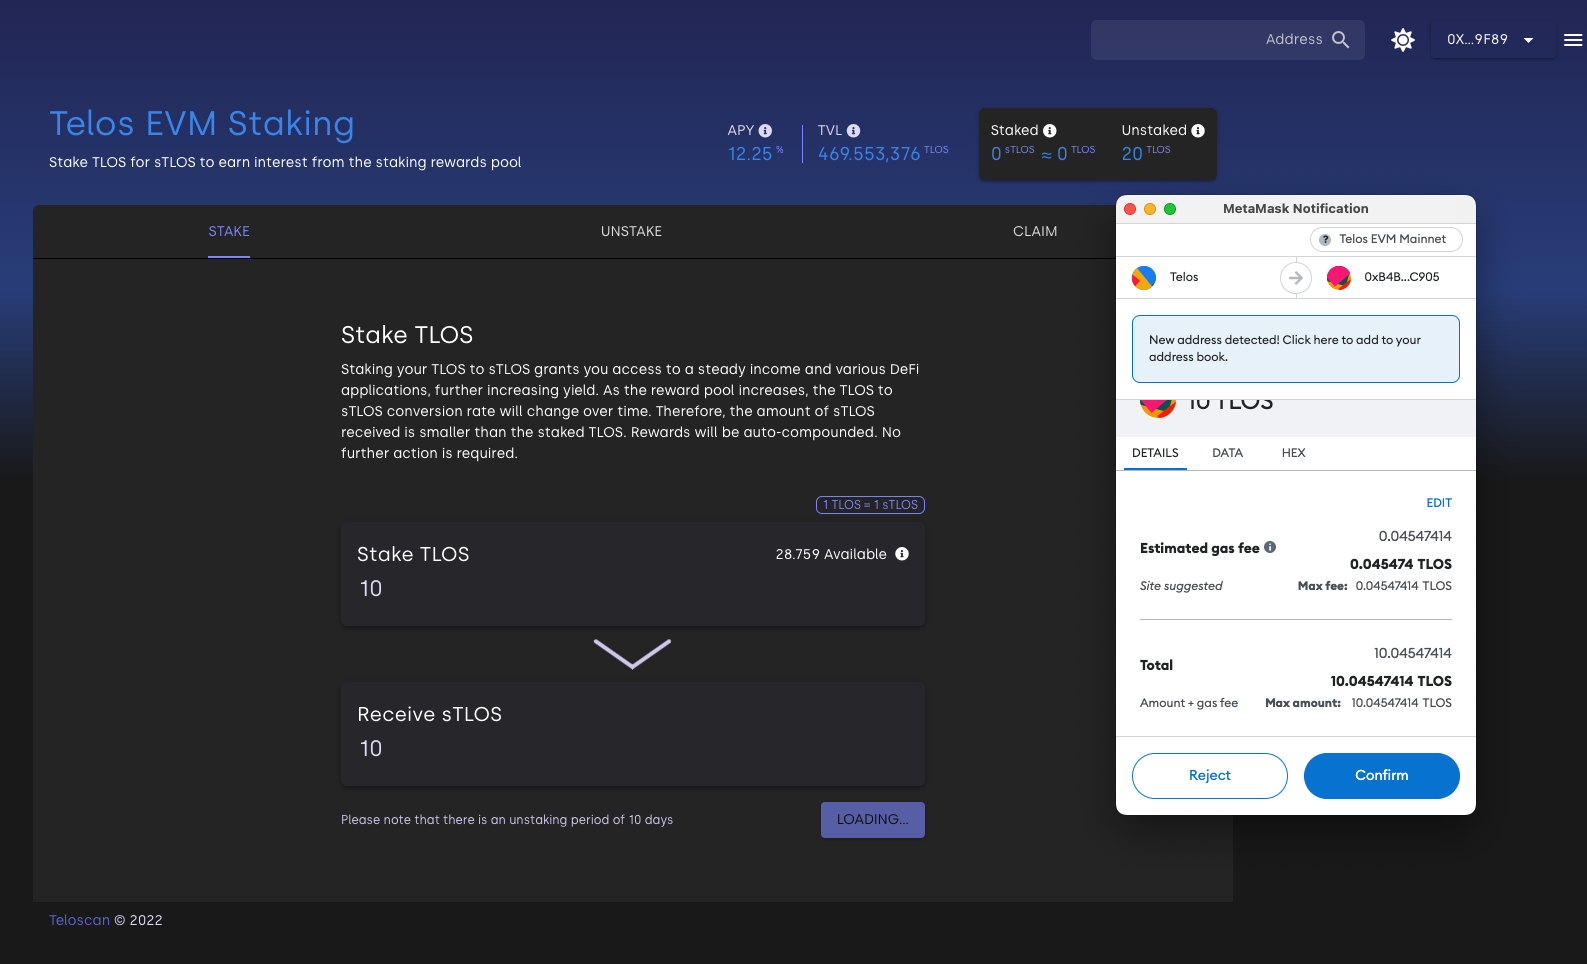 Address
0X...9F89
Telos EVM Staking
Stake TLOS for sTLOS to earn interest from the staking rewards pool
APY
12.25 %
TVL
469.553,376 TLOS
Staked
0 sTLOS ≈ 0 TLOS
Unstaked
20 TLOS
STAKE
UNSTAKE
CLAIM
Stake TLOS
Staking your TLOS to sTLOS grants you access to a steady income and various DeFi
applications, further increasing yield. As the reward pool increases, the TLOS to
sTLOS conversion rate will change over time. Therefore, the amount of sTLOS
received is smaller than the staked TLOS. Rewards will be auto-compounded. No
further action is required.
1 TLOS = 1 sTLOS
Stake TLOS
28.759 Available
10
Receive sTLOS
10
Please note that there is an unstaking period of 10 days
LOADING...
Teloscan © 2022
MetaMask Notification
Telos EVM Mainnet
Telos
0xB4B...C905
New address detected! Click here to add to your
address book.
10 TLOS
DETAILS
DATA
HEX
EDIT
Estimated gas fee
0.04547414
0.045474 TLOS
Site suggested
Max fee: 0.04547414 TLOS
Total
10.04547414
10.04547414 TLOS
Amount + gas fee
Max amount: 10.04547414 TLOS
Reject
Confirm